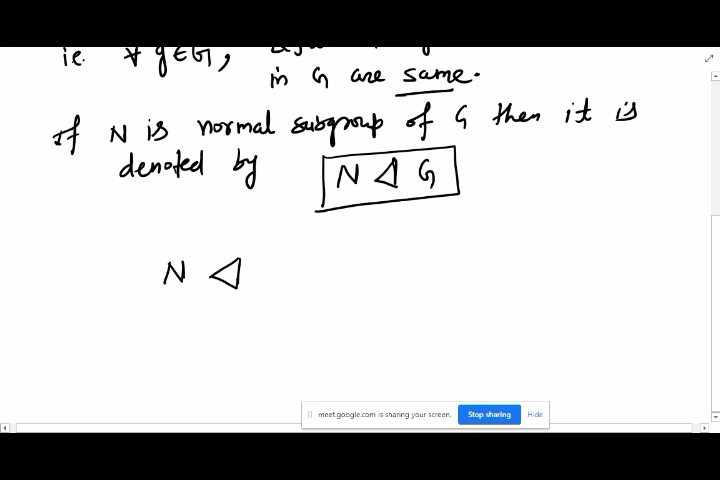 i.e. ∀ g ∈ G,
in G are same.
If N is normal subgroup of G then it is
denoted by N ⊲ G
N ⊲
meet.google.com is sharing your screen. Stop sharing Hide